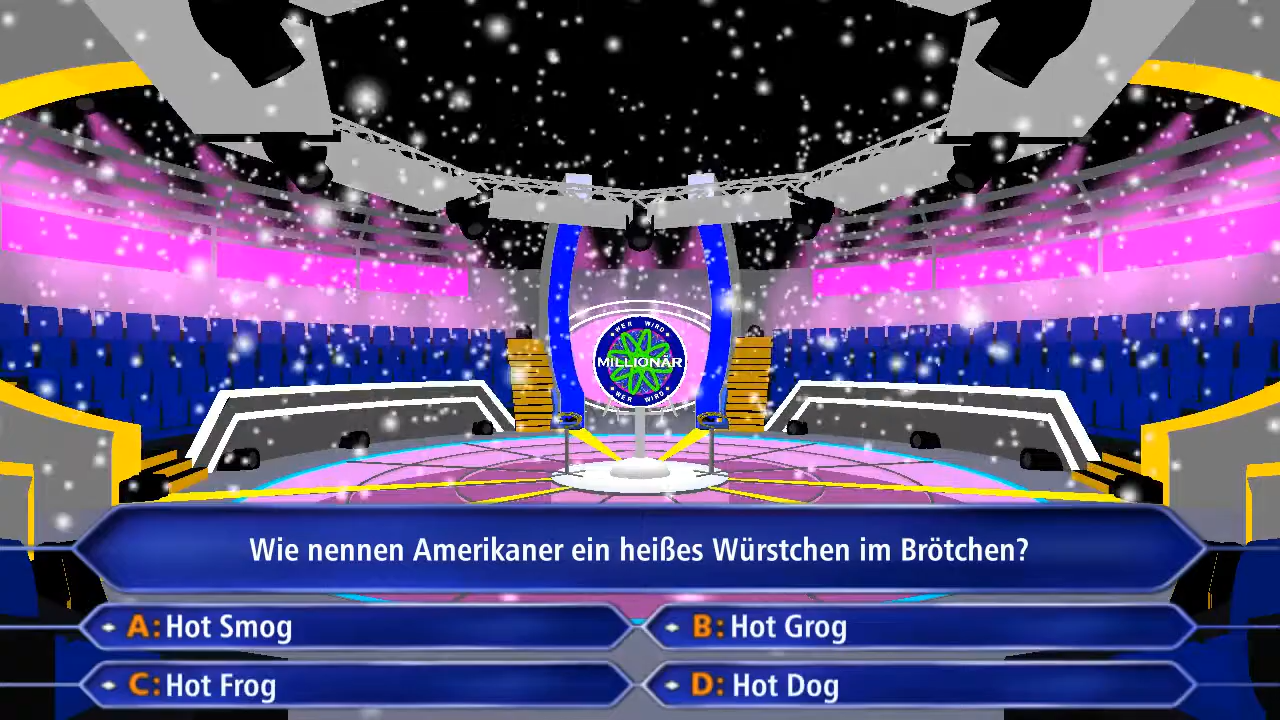 WER WIRD
MILLIONÄR
WER WIRD
Wie nennen Amerikaner ein heißes Würstchen im Brötchen?
A: Hot Smog
B: Hot Grog
C: Hot Frog
D: Hot Dog